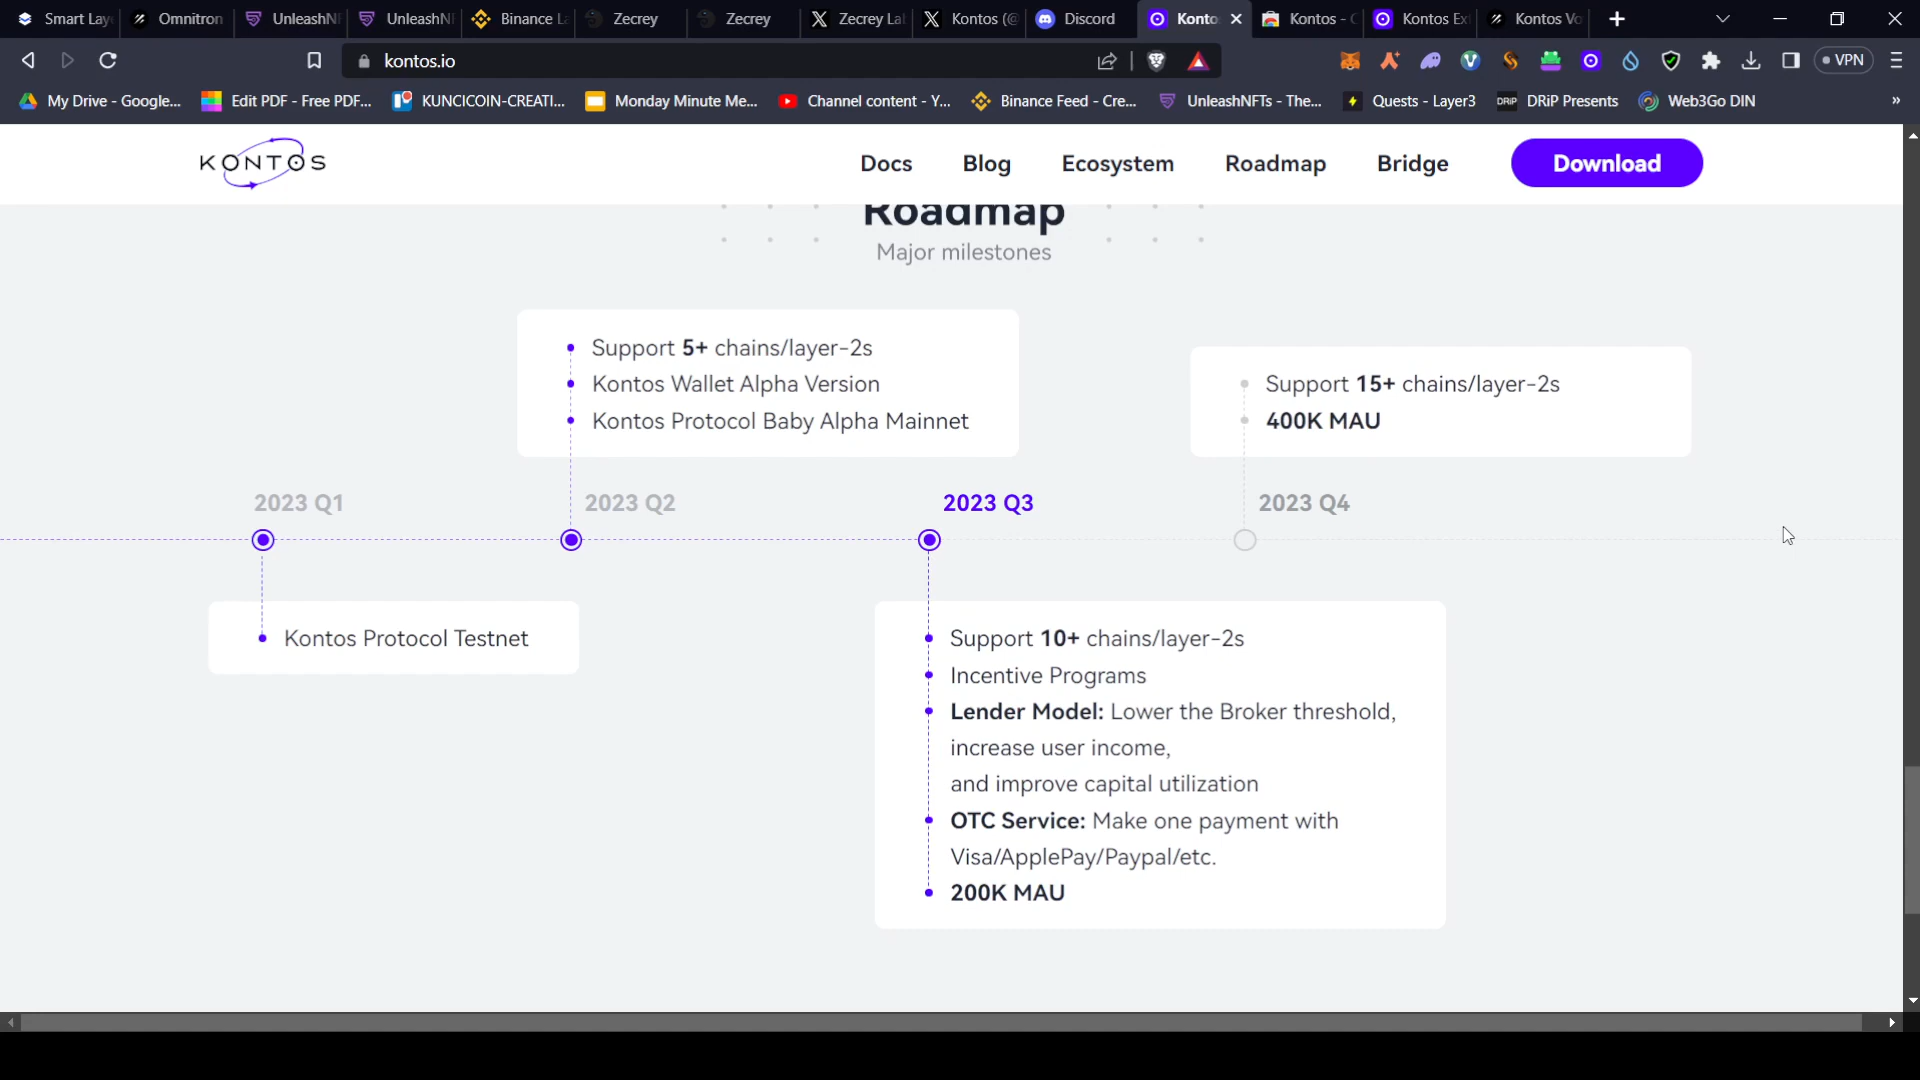 Smart Lay
Omnitron
UnleashNF
UnleashNF
Binance La
Zecrey
Zecrey
Zecrey La
Kontos (@
Discord
Konto
Kontos - C
Kontos Ex
Kontos Vo
kontos.io
VPN
My Drive - Google...
Edit PDF - Free PDF...
KUNCICOIN-CREATI...
Monday Minute Me...
Channel content - Y...
Binance Feed - Cre...
UnleashNFTs - The...
Quests - Layer3
DRiP Presents
Web3Go DIN
KONTOS
Docs
Blog
Ecosystem
Roadmap
Bridge
Download
Roadmap
Major milestones
Support 5+ chains/layer-2s
Kontos Wallet Alpha Version
Kontos Protocol Baby Alpha Mainnet
Support 15+ chains/layer-2s
400K MAU
2023 Q1
2023 Q2
2023 Q3
2023 Q4
Kontos Protocol Testnet
Support 10+ chains/layer-2s
Incentive Programs
Lender Model: Lower the Broker threshold,
increase user income,
and improve capital utilization
OTC Service: Make one payment with
Visa/ApplePay/Paypal/etc.
200K MAU